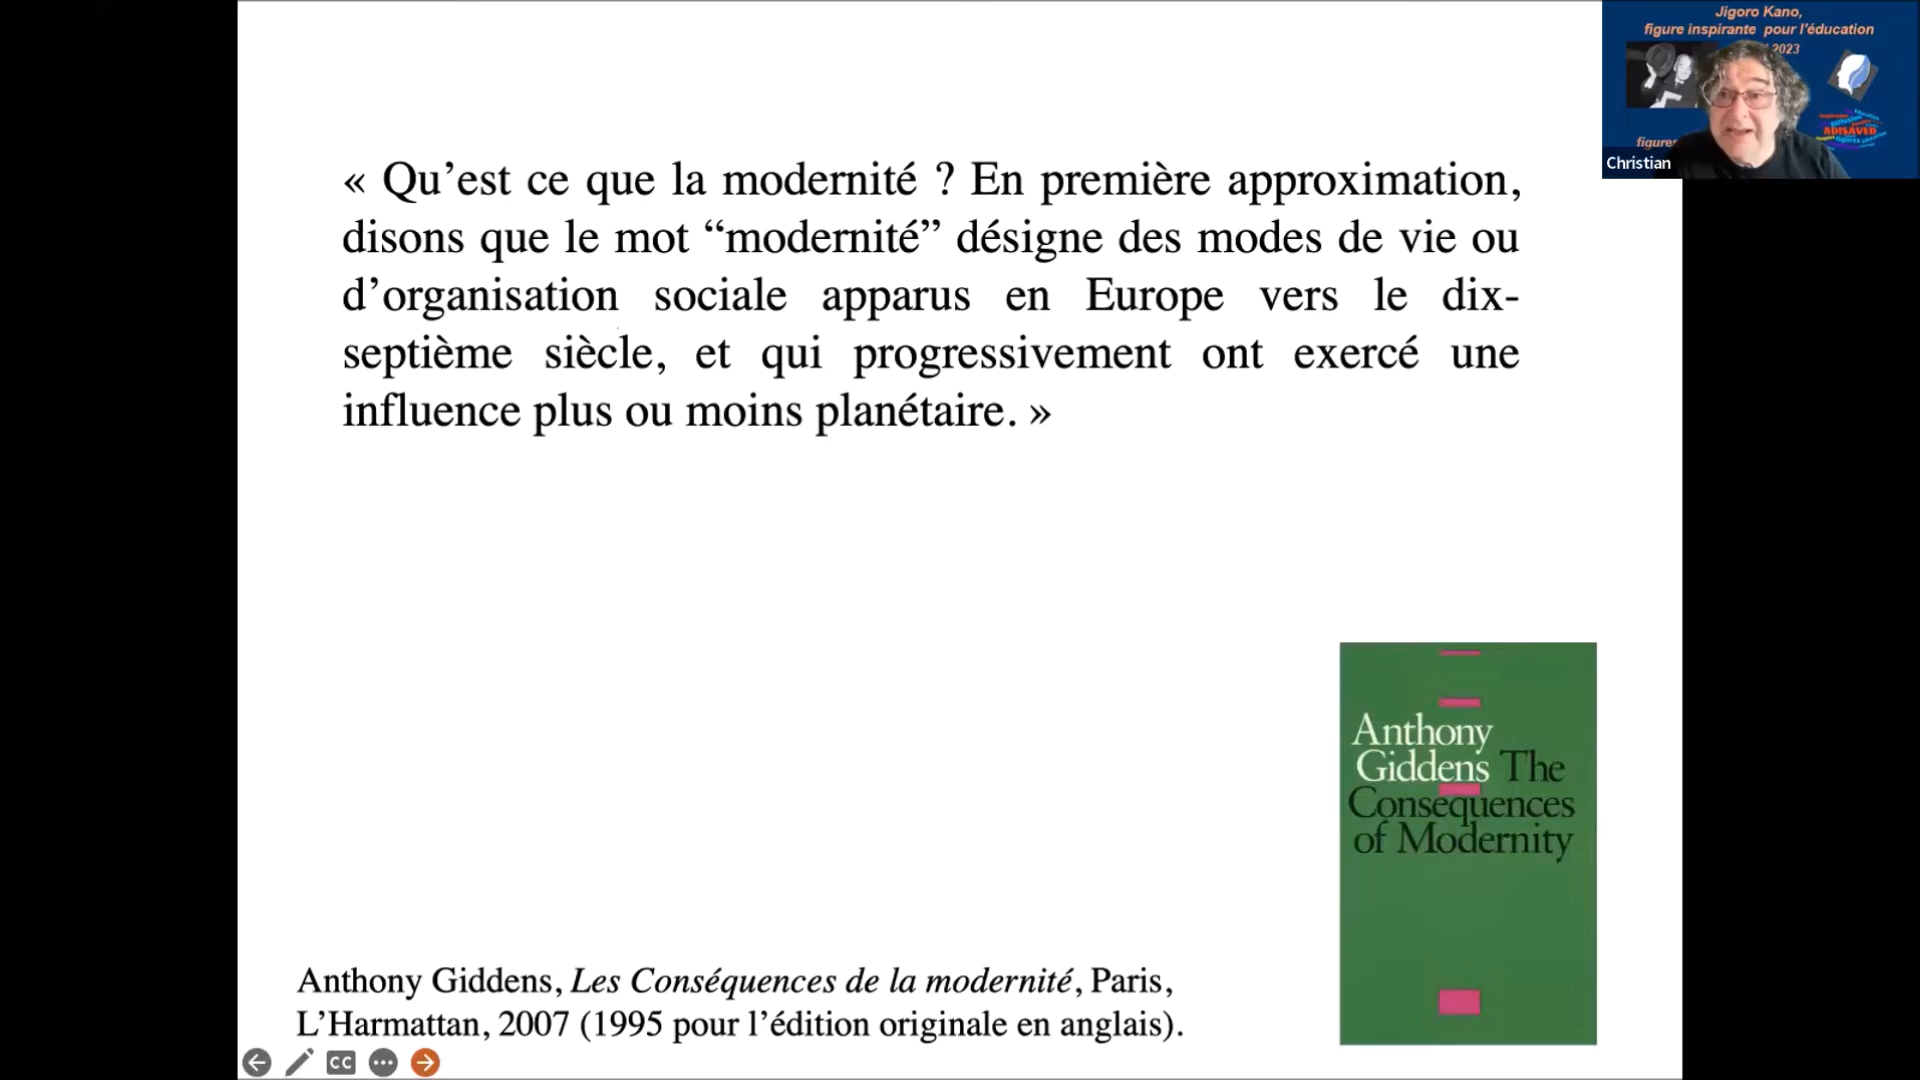 Jigoro Kano,
figure inspirante pour l'éducation
2023
ADISAVED
figures
Christian
« Qu’est ce que la modernité ? En première approximation,
disons que le mot “modernité” désigne des modes de vie ou
d’organisation sociale apparus en Europe vers le dix-
septième siècle, et qui progressivement ont exercé une
influence plus ou moins planétaire. »
Anthony
Giddens The
Consequences
of Modernity
Anthony Giddens, Les Conséquences de la modernité, Paris,
L’Harmattan, 2007 (1995 pour l’édition originale en anglais).
CC